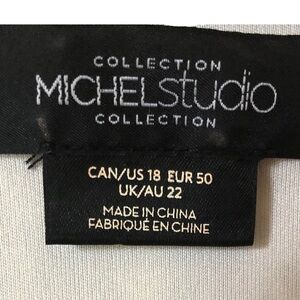 COLLECTION
MICHELstudio
COLLECTION
CAN/US 18 EUR 50
UK/AU 22
MADE IN CHINA
FABRIQUÉ EN CHINE